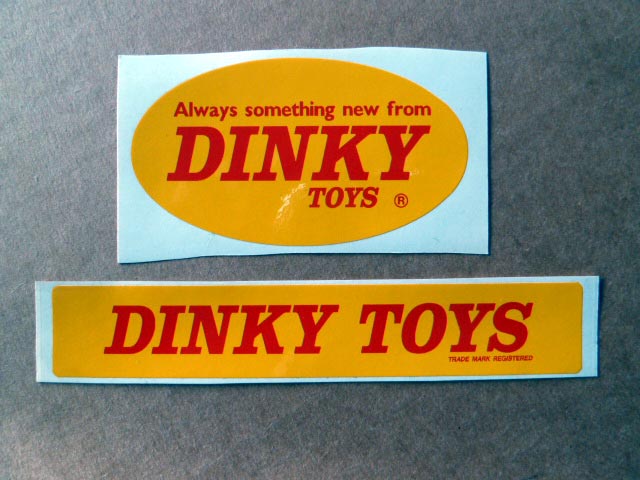 Always something new from
DINKY
TOYS ®
DINKY TOYS
TRADE MARK REGISTERED